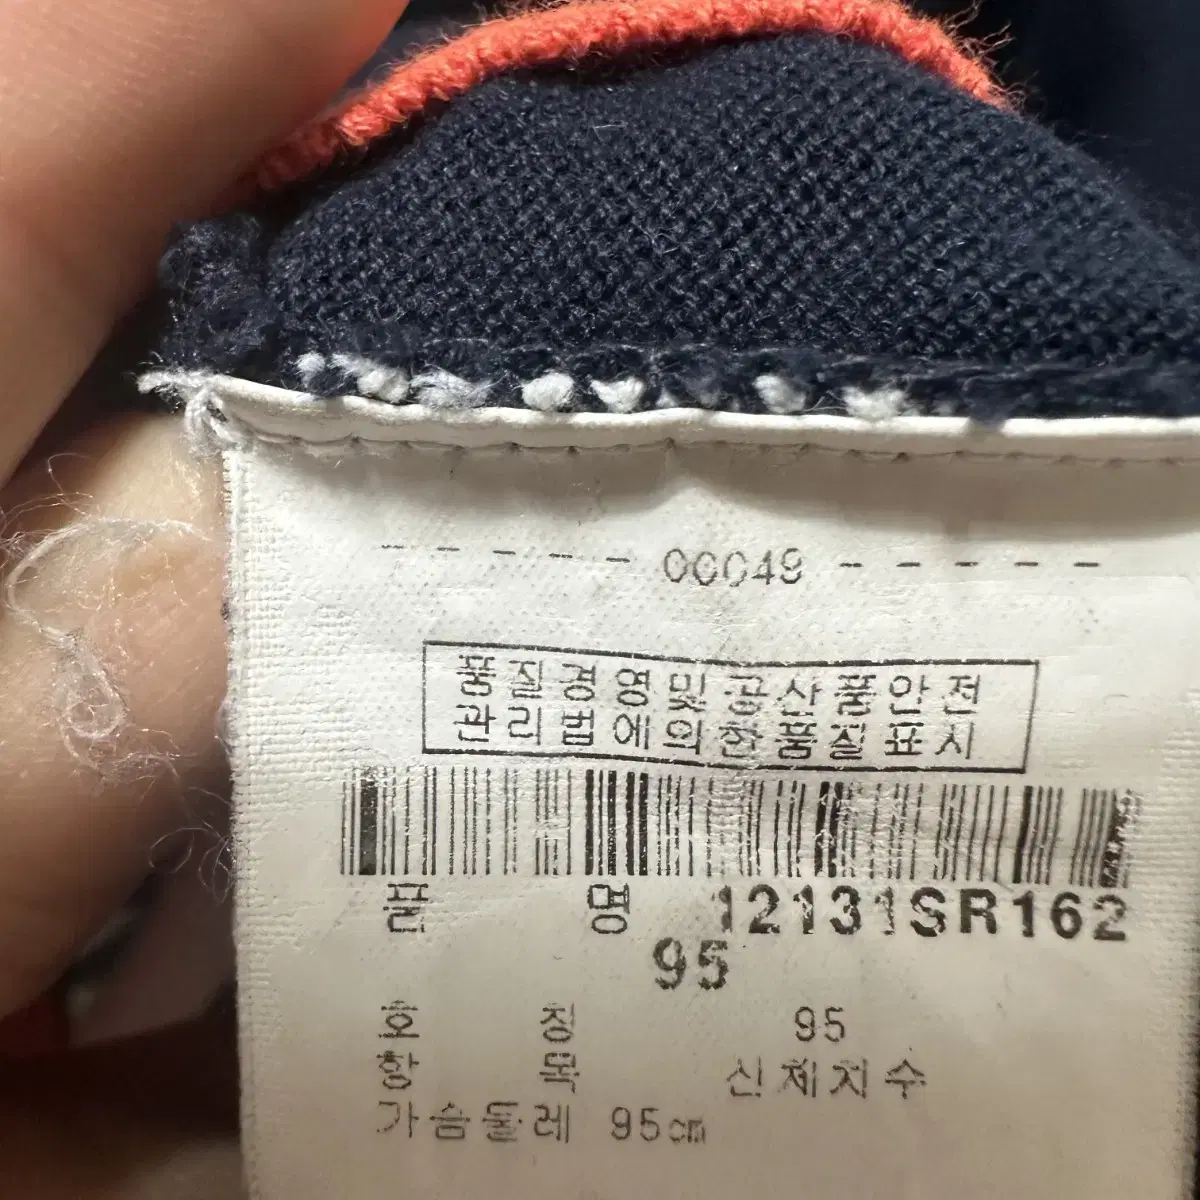 - - - - - 00049 - - - - -
품질경영및공산품안전
관리법에의한품질표시
품 명 12131SR162
95
호 칭 95
항 목 신체치수
가슴둘레 95cm